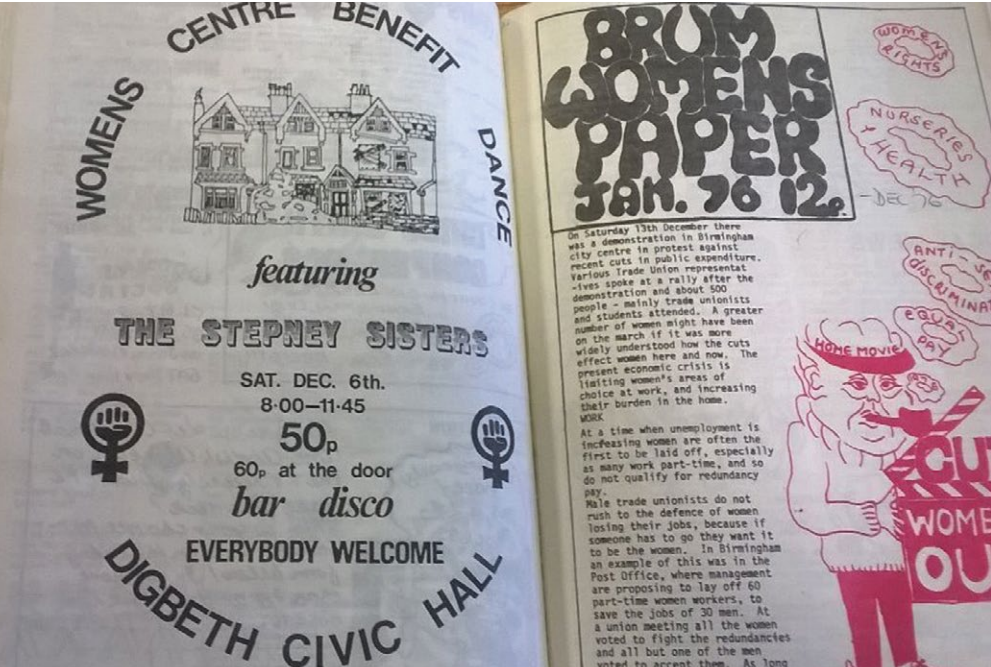 WOMENS CENTRE BENEFIT DANCE
featuring
THE STEPNEY SISTERS
SAT. DEC. 6th.
8·00—11·45
50p
60p at the door
bar disco
EVERYBODY WELCOME
DIGBETH CIVIC HALL
BRUM
WOMENS
PAPER
JAN. 76 12p.
On Saturday 13th December there
was a demonstration in Birmingham
city centre in protest against
recent cuts in public expenditure.
Various Trade Union representat
-ives spoke at a rally after the
demonstration and about 500
people - mainly trade unionists
and students attended. A greater
number of women might have been
on the march if it was more
widely understood how the cuts
effect women here and now. The
present economic crisis is
limiting women's areas of
choice at work, and increasing
their burden in the home.
WORK
At a time when unemployment is
increasing women are often the
first to be laid off, especially
as many work part-time, and so
do not qualify for redundancy
pay.
Male trade unionists do not
rush to the defence of women
losing their jobs, because if
someone has to go they want it
to be the women. In Birmingham
an example of this was in the
Post Office, where management
are proposing to lay off 60
part-time women workers, to
save the jobs of 30 men. At
a union meeting all the women
voted to fight the redundancies
and all but one of the men
voted to accept them. As long
WOMENS
RIGHTS
NURSERIES
HEALTH
-DEC 76
ANTI-SE
DISCRIMINAT
EQUAL
PAY
HOME MOVIE
CUT
WOME
OU